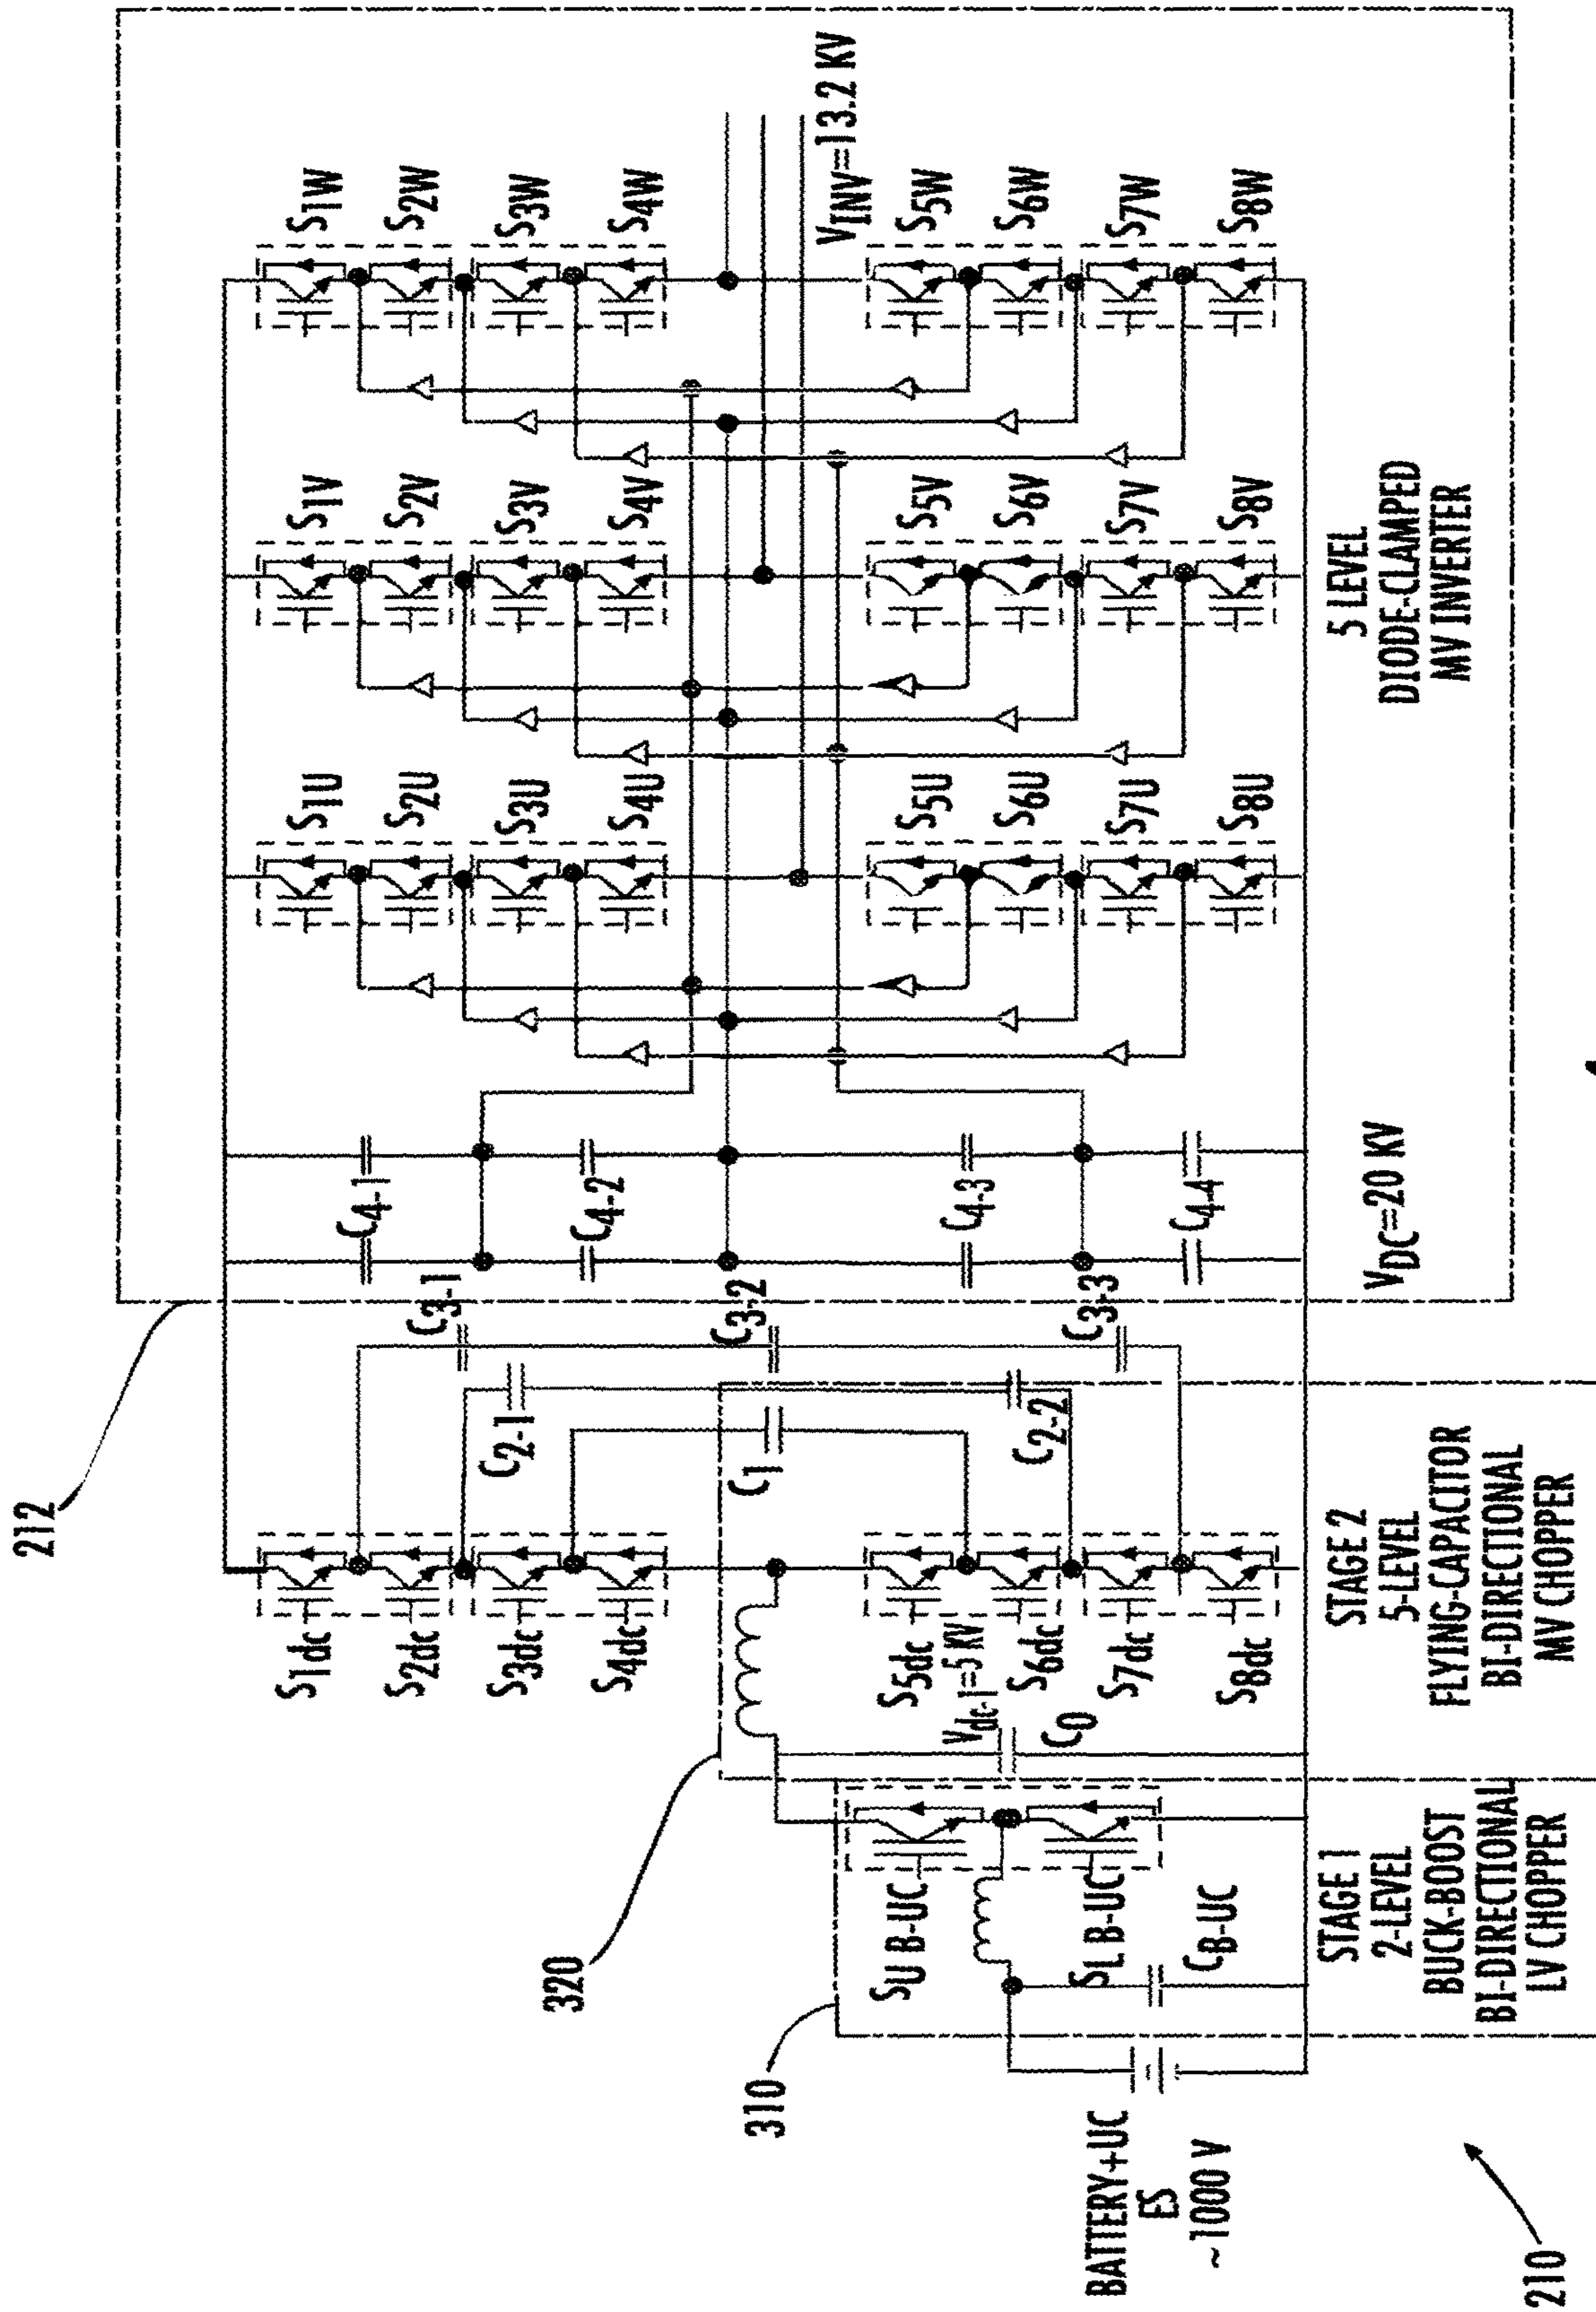 212
S1W
S2W
S3W
S4W
VINV=13.2 KV
S5W
S6W
S7W
S8W
S1V
S2V
S3V
S4V
S5V
S6V
S7V
S8V
S1U
S2U
S3U
S4U
S5U
S6U
S7U
S8U
5 LEVEL
DIODE-CLAMPED
MV INVERTER
C4-1
C4-2
C4-3
C4-4
VDC=20 KV
C3-1
C3-2
C3-3
C2-1
C1
C2-2
S1dc
S2dc
S3dc
S4dc
S5dc
Vdc-1=5 KV
S6dc
S7dc
S8dc
C0
STAGE 2
5-LEVEL
FLYING-CAPACITOR
BI-DIRECTIONAL
MV CHOPPER
320
SU B-UC
SL B-UC
CB-UC
STAGE 1
2-LEVEL
BUCK-BOOST
BI-DIRECTIONAL
LV CHOPPER
310
BATTERY+UC
ES
~1000 V
210